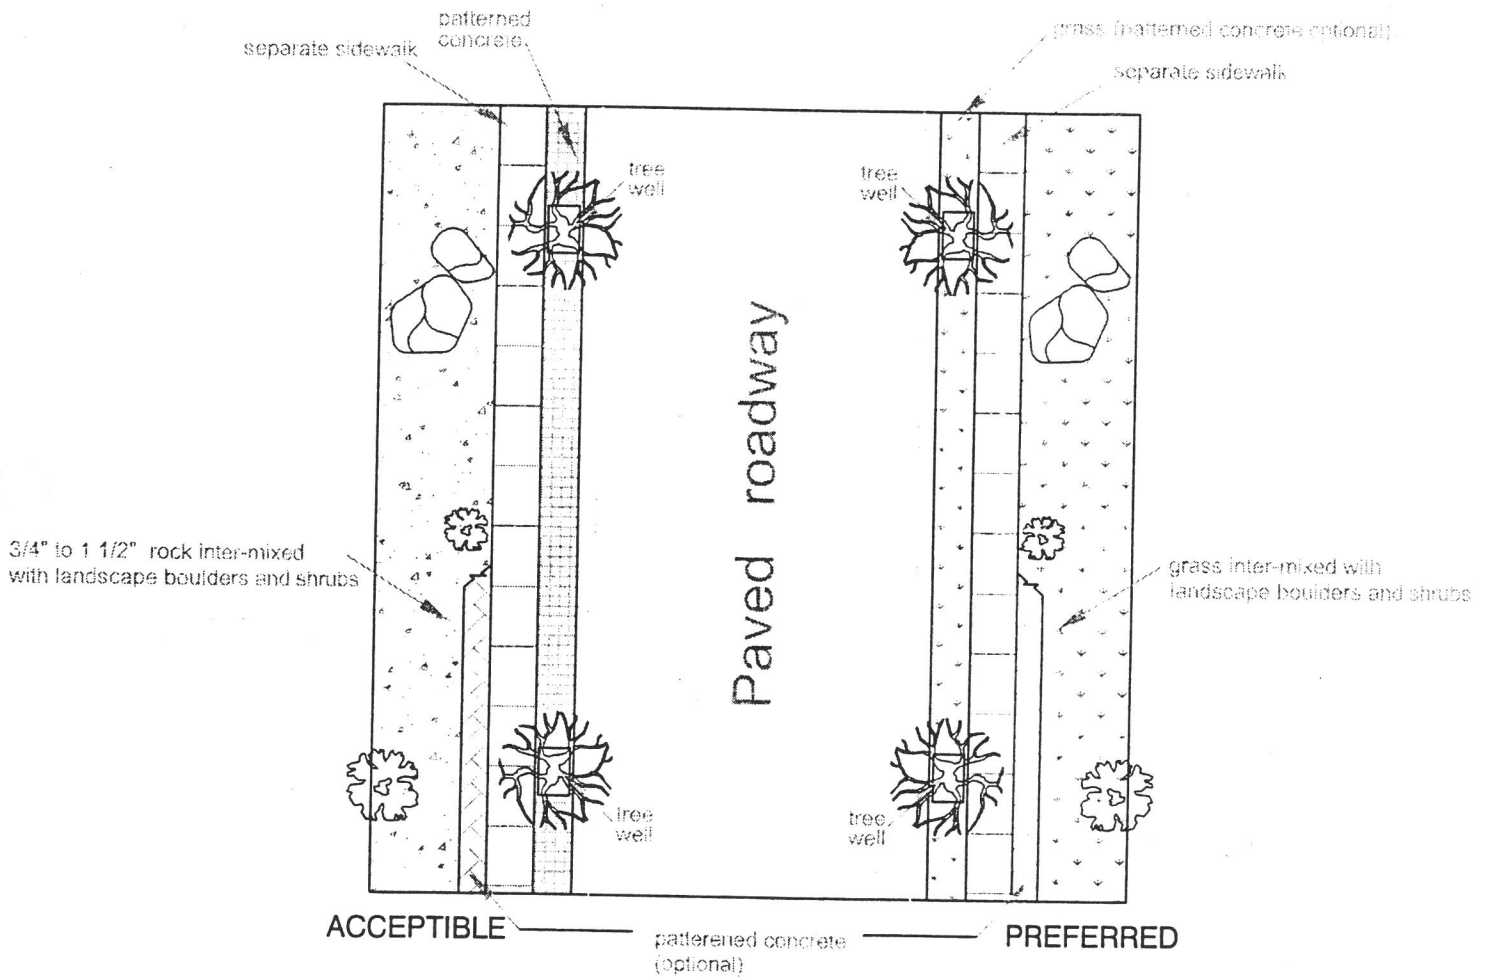 patterned
concrete
separate sidewalk
grass (patterned concrete optional)
separate sidewalk
tree
well
tree
well
Paved roadway
3/4" to 1 1/2" rock inter-mixed
with landscape boulders and shrubs
grass inter-mixed with
landscape boulders and shrubs
tree
well
tree
well
ACCEPTIBLE
PREFERRED
patterened concrete
(optional)